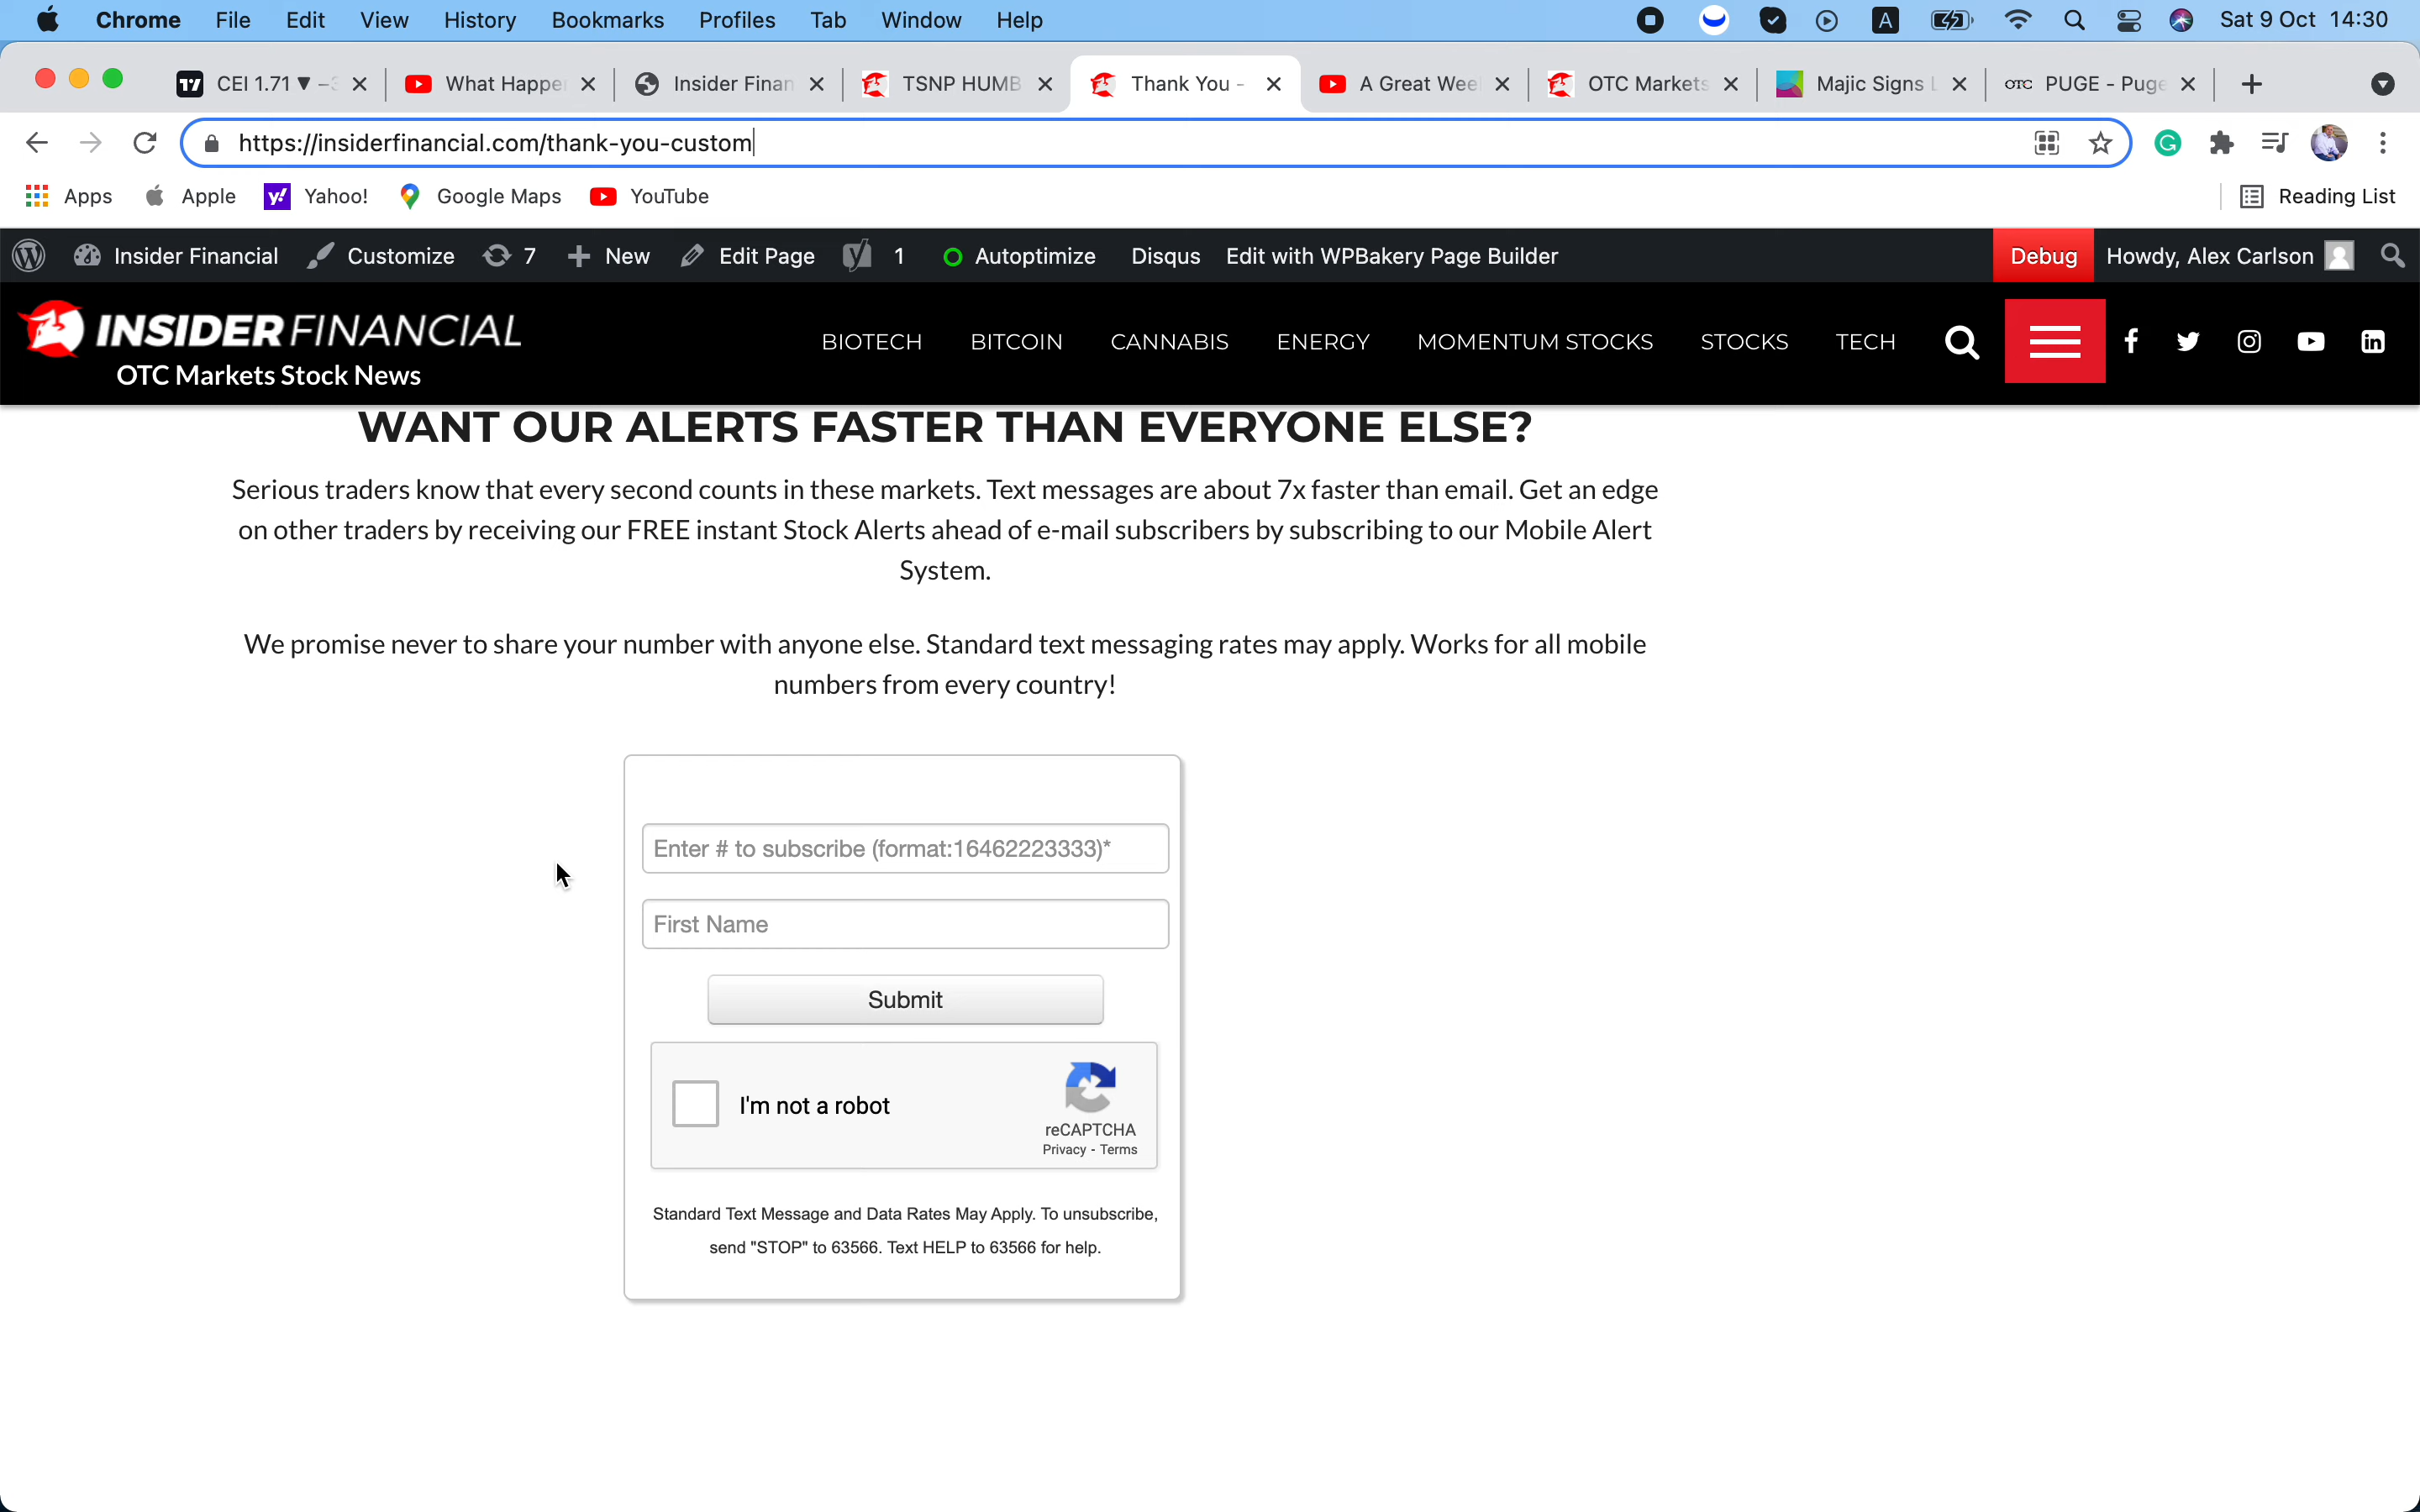 Chrome File Edit View History Bookmarks Profiles Tab Window Help A Sat 9 Oct 14:30
CEI 1.71 ▼ What Insider TSNP HUMB Thank You - A Great OTC Markets Majic Signs OTC PUGE -
https://insiderfinancial.com/thank-you-custom
Apps Apple Yahoo! Google Maps YouTube Reading List
Insider Financial Customize 7 New Edit Page 1 Autoptimize Disqus Edit with WPBakery Page Builder Debug Howdy, Alex Carlson
INSIDER FINANCIAL
OTC Markets Stock News
BIOTECH BITCOIN CANNABIS ENERGY MOMENTUM STOCKS STOCKS TECH
WANT OUR ALERTS FASTER THAN EVERYONE ELSE?
Serious traders know that every second counts in these markets. Text messages are about 7x faster than email. Get an edge
on other traders by receiving our FREE instant Stock Alerts ahead of e-mail subscribers by subscribing to our Mobile Alert
System.
We promise never to share your number with anyone else. Standard text messaging rates may apply. Works for all mobile
numbers from every country!
Enter # to subscribe (format:16462223333)*
First Name
Submit
I'm not a robot
reCAPTCHA
Privacy - Terms
Standard Text Message and Data Rates May Apply. To unsubscribe,
send "STOP" to 63566. Text HELP to 63566 for help.